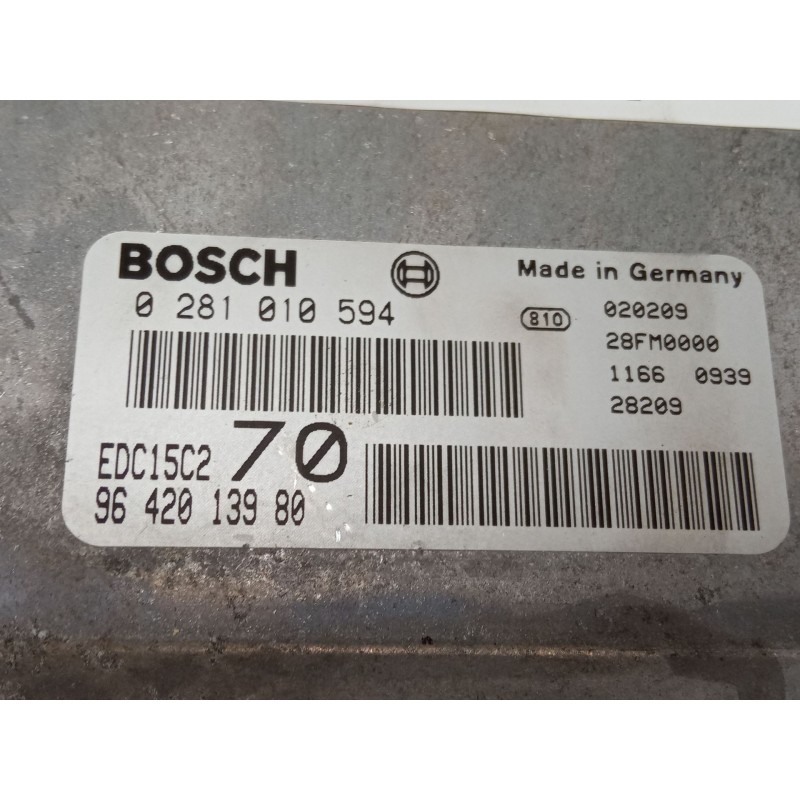 BOSCH
Made in Germany
0 281 010 594
810
020209
28FM0000
1166 0939
28209
EDC15C2 70
96 420 139 80